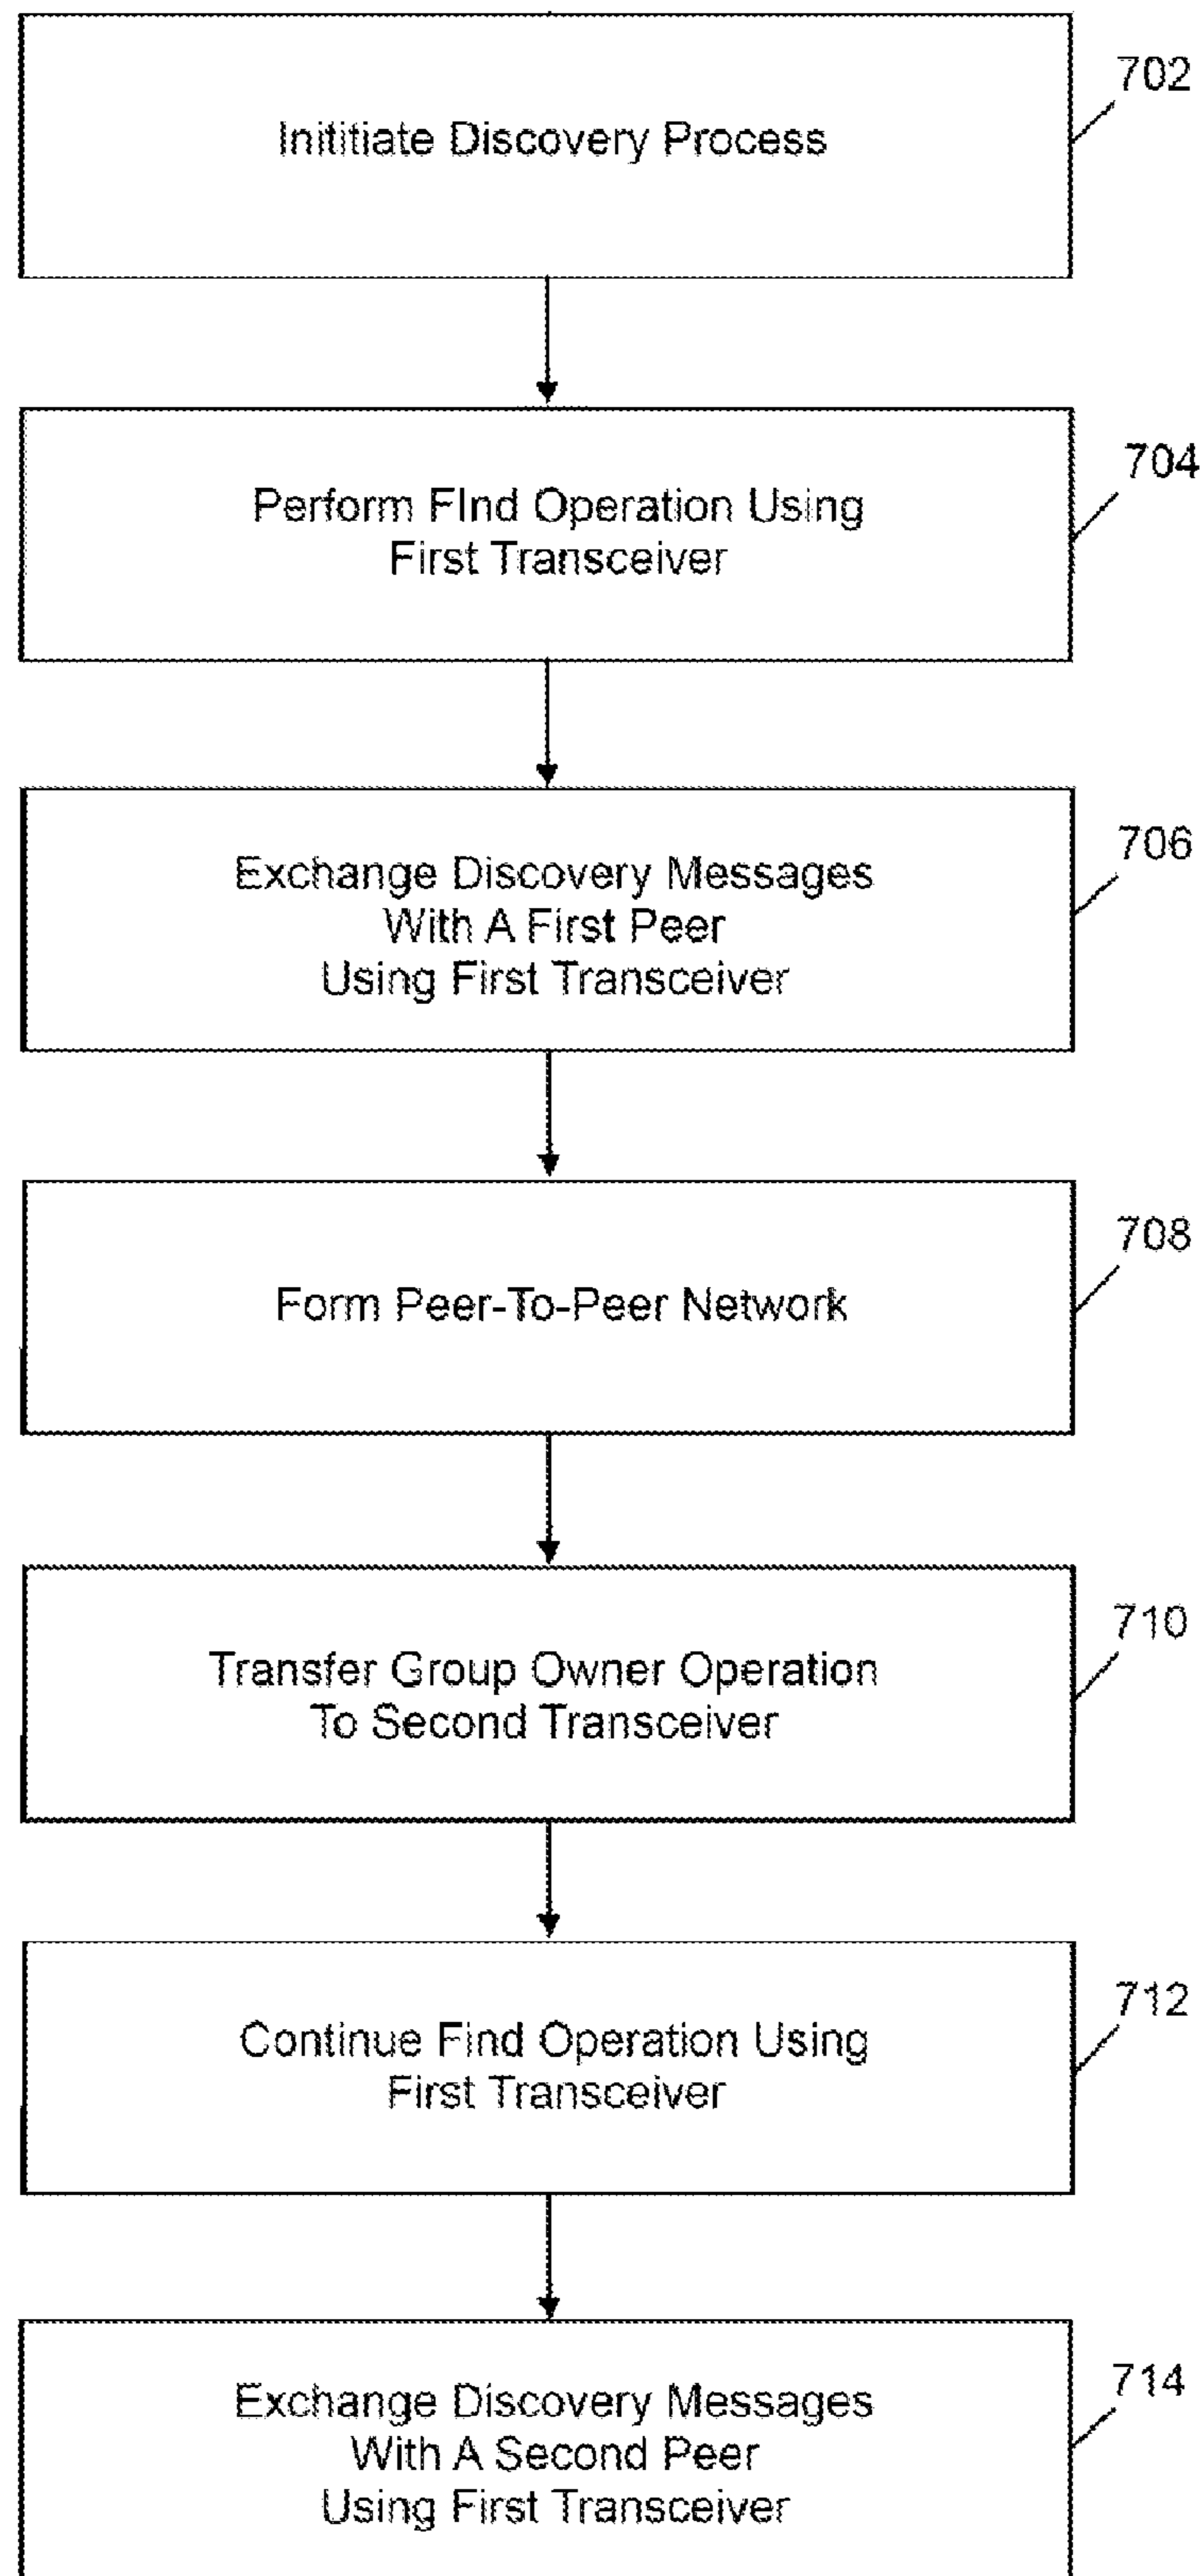 Inititiate Discovery Process
702
Perform FInd Operation Using
First Transceiver
704
Exchange Discovery Messages
With A First Peer
Using First Transceiver
706
Form Peer-To-Peer Network
708
Transfer Group Owner Operation
To Second Transceiver
710
Continue Find Operation Using
First Transceiver
712
Exchange Discovery Messages
With A Second Peer
Using First Transceiver
714